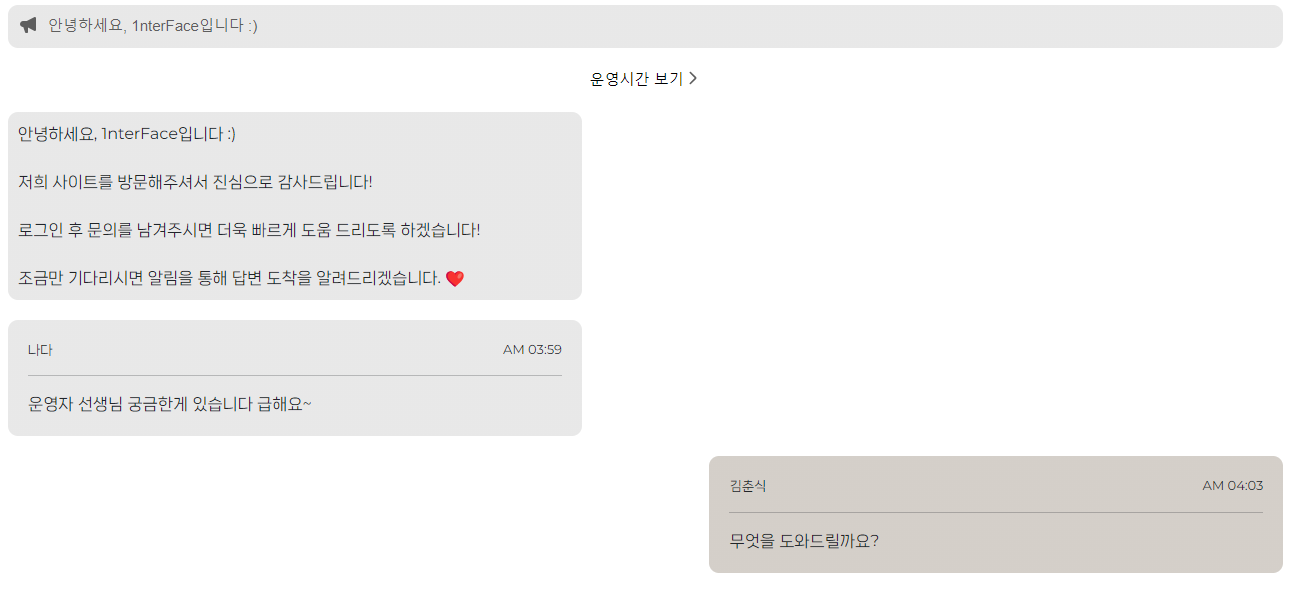 안녕하세요, 1nterFace입니다 :)
운영시간 보기 >
안녕하세요, 1nterFace입니다 :)
저희 사이트를 방문해주셔서 진심으로 감사드립니다!
로그인 후 문의를 남겨주시면 더욱 빠르게 도움 드리도록 하겠습니다!
조금만 기다리시면 알림을 통해 답변 도착을 알려드리겠습니다. ❤️
나다 AM 03:59
운영자 선생님 궁금한게 있습니다 급해요~
김춘식 AM 04:03
무엇을 도와드릴까요?